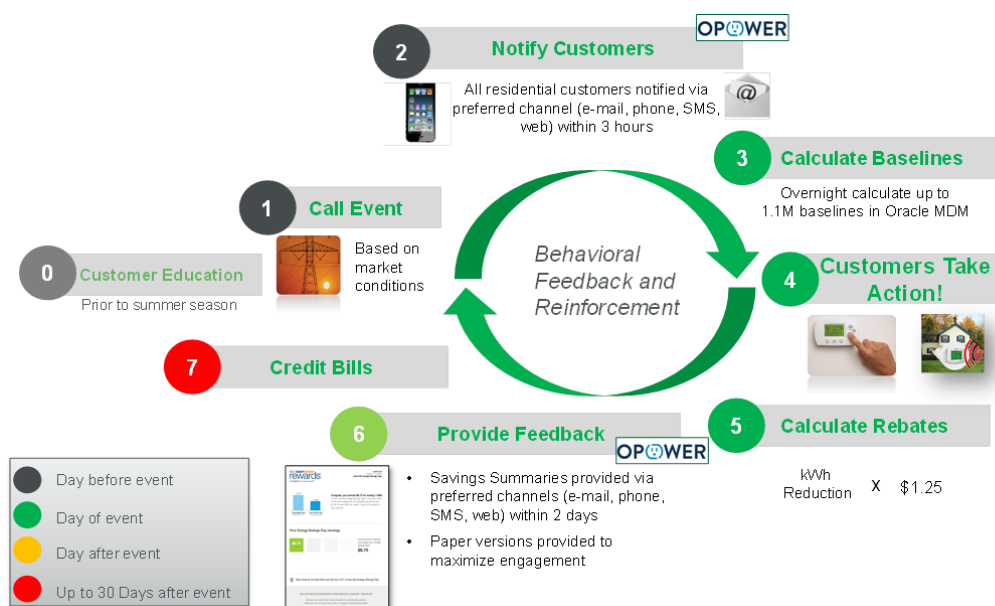 OPOWER
2
Notify Customers
All residential customers notified via
preferred channel (e-mail, phone, SMS,
web) within 3 hours
@
3
Calculate Baselines
Overnight calculate up to
1.1M baselines in Oracle MDM
1
Call Event
Based on
market
conditions
0
Customer Education
Prior to summer season
Behavioral
Feedback and
Reinforcement
4
Customers Take
Action!
7
Credit Bills
6
Provide Feedback
OPOWER
5
Calculate Rebates
kWh
Reduction
X
$1.25
rewards
• Savings Summaries provided via
preferred channels (e-mail, phone,
SMS, web) within 2 days
• Paper versions provided to
maximize engagement
Day before event
Day of event
Day after event
Up to 30 Days after event